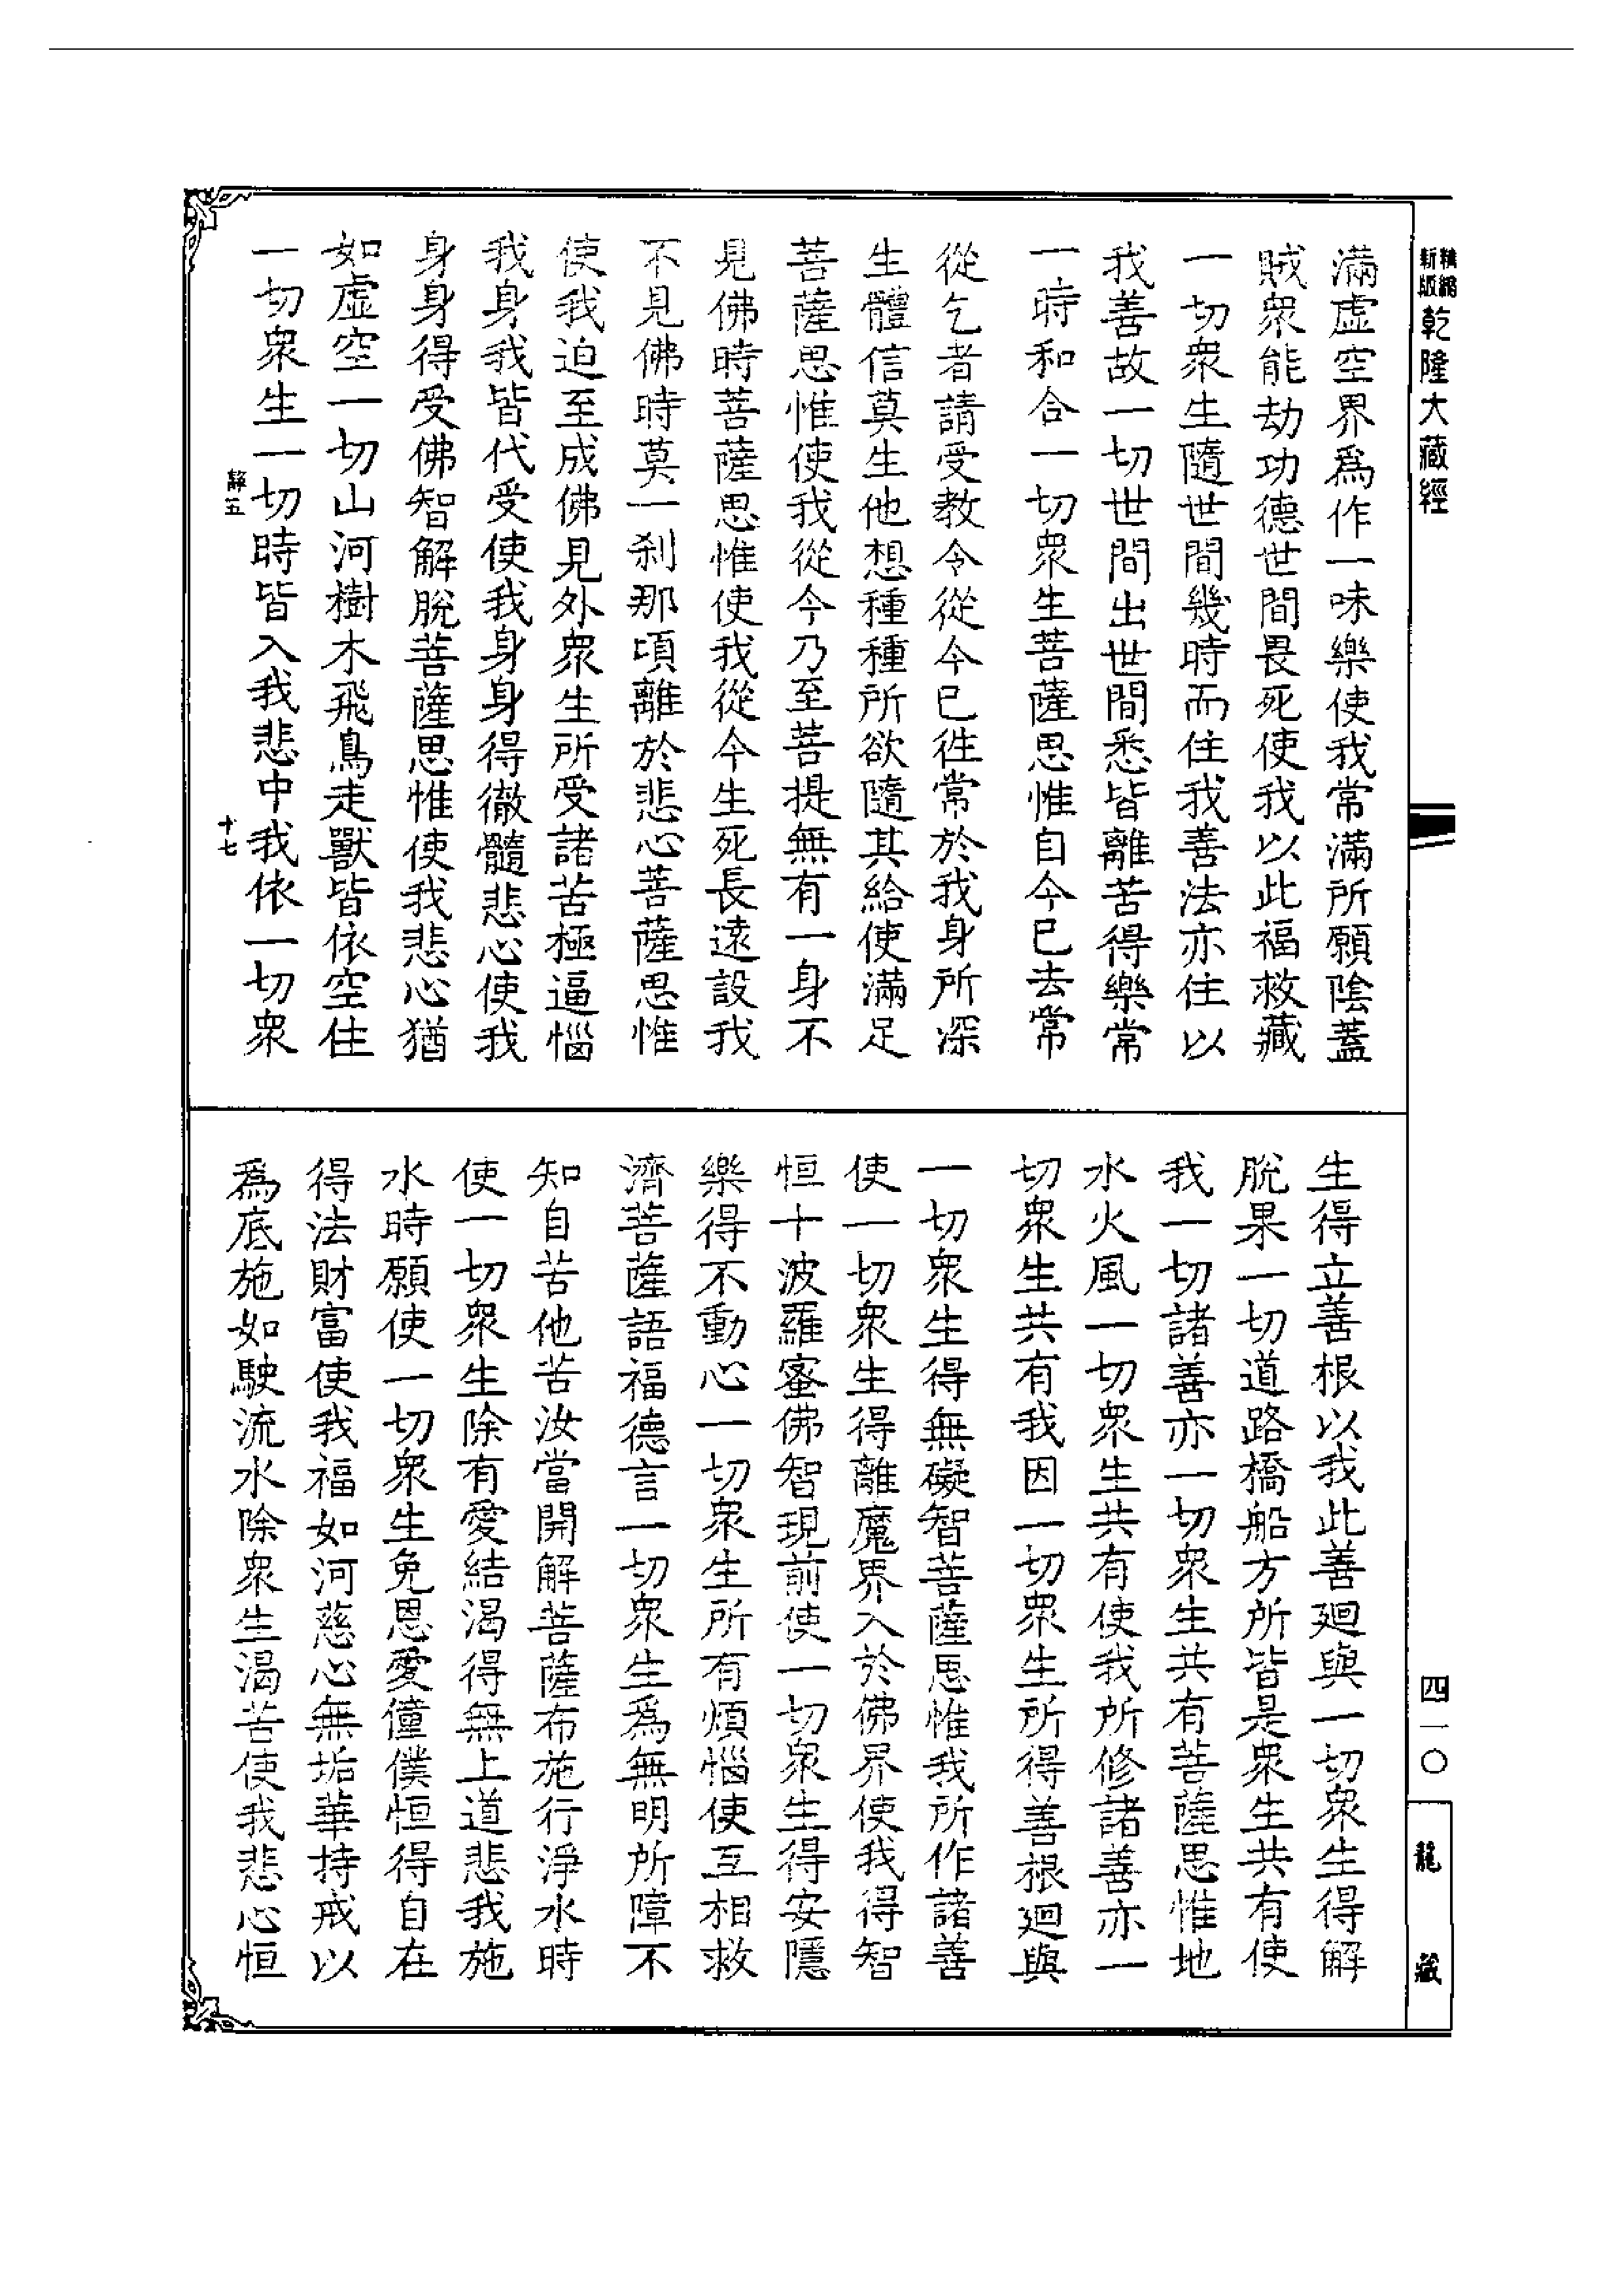 新版
精縮
乾隆大藏經
滿虛空界爲作一味樂使我常滿所願陰蓋
賊衆能劫功德世間畏死使我以此福救藏
一切衆生隨世間幾時而住我善法亦住以
我善故一切世間出世間悉皆離苦得樂常
一時和合一切衆生菩薩思惟自今已去常
從乞者請受教令從今已徃常於我身所深
生體信莫生他想種種所欲隨其給使滿足
菩薩思惟使我從今乃至菩提無有一身不
見佛時菩薩思惟使我從今生死長遠設我
不見佛時莫一刹那頃離於悲心菩薩思惟
使我迫至成佛見外衆生所受諸苦極逼惱
我身我皆代受使我身身得徹髓悲心使我
身身得受佛智解脫菩薩思惟使我悲心猶
如虛空一切山河樹木飛鳥走獸皆依空住
一切衆生一切時皆入我悲中我依一切衆
辭五
十七
生得立善根以我此善廻與一切衆生得解
脫果一切道路橋船方所皆是衆生共有使
我一切諸善亦一切衆生共有菩薩思惟地
水火風一切衆生共有使我所修諸善亦一
切衆生共有我因一切衆生所得善根廻與
一切衆生得無礙智菩薩思惟我所作諸善
使一切衆生得離魔界入於佛界使我得智
恒十波羅蜜佛智現前使一切衆生得安隱
樂得不動心一切衆生所有煩惱使互相救
濟菩薩語福德言一切衆生爲無明所障不
知自苦他苦汝當開解菩薩布施行淨水時
使一切衆生除有愛結渴得無上道悲我施
水時願使一切衆生免恩愛僮僕恒得自在
得法財富使我福如河慈心無垢華持戒以
爲底施如駛流水除衆生渴苦使我悲心恒
四一〇
龍藏